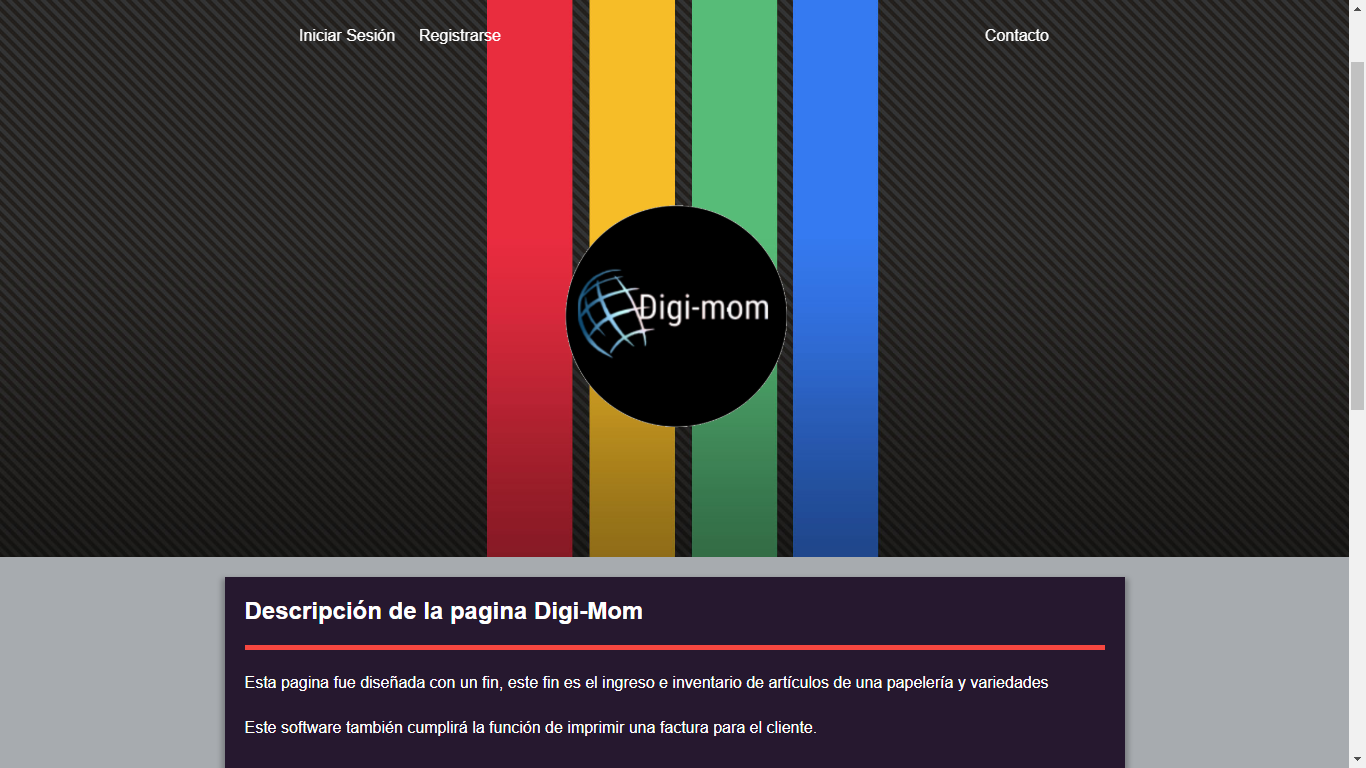 Iniciar Sesión Registrarse Contacto
Digi-mom
Descripción de la pagina Digi-Mom
Esta pagina fue diseñada con un fin, este fin es el ingreso e inventario de artículos de una papelería y variedades
Este software también cumplirá la función de imprimir una factura para el cliente.